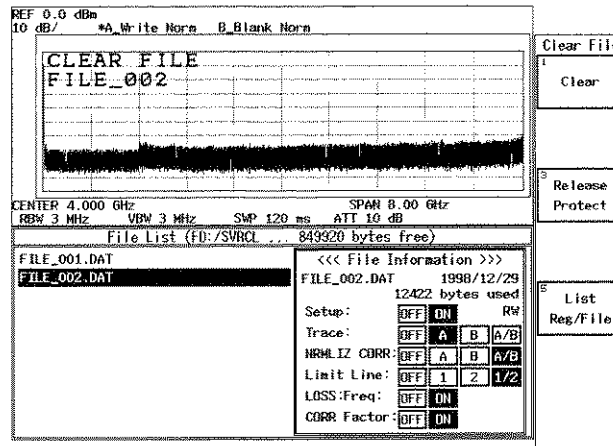 REF 0.0 dBm
10 dB/ *A_Write Norm B_Blank Norm
CLEAR FILE
FILE_002
CENTER 4.000 GHz SPAN 8.00 GHz
RBW 3 MHz VBW 3 MHz SWP 120 ms ATT 10 dB
File List (FD:/SVRCL ... 849920 bytes free)
FILE_001.DAT
FILE_002.DAT
<<< File Information >>>
FILE_002.DAT 1998/12/29
12422 bytes used
Setup: OFF ON RW
Trace: OFF A B A/B
NRMLIZ CORR: OFF A B A/B
Limit Line: OFF 1 2 1/2
LOSS:Freq: OFF ON
CORR Factor: OFF ON
Clear Fil
1
Clear
3
Release
Protect
5
List
Reg/File